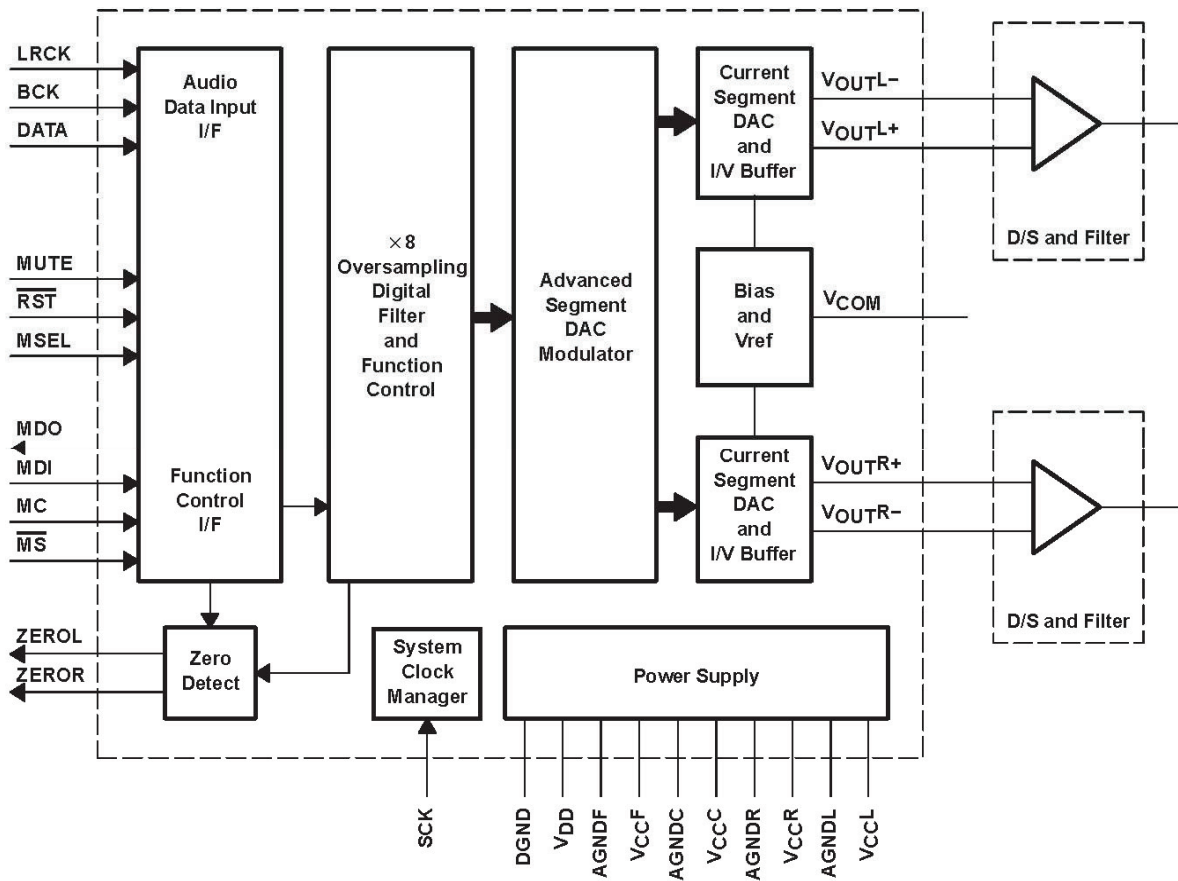 LRCK
BCK
DATA
MUTE
RST
MSEL
MDO
MDI
MC
MS
ZEROL
ZEROR
Audio
Data Input
I/F
Function
Control
I/F
×8
Oversampling
Digital
Filter
and
Function
Control
Advanced
Segment
DAC
Modulator
Current
Segment
DAC
and
I/V Buffer
Bias
and
Vref
Current
Segment
DAC
and
I/V Buffer
VOUTL−
VOUTL+
VCOM
VOUTR+
VOUTR−
D/S and Filter
D/S and Filter
Zero
Detect
System
Clock
Manager
Power Supply
SCK
DGND
VDD
AGNDF
VCCF
AGNDC
VCCC
AGNDR
VCCR
AGNDL
VCCL